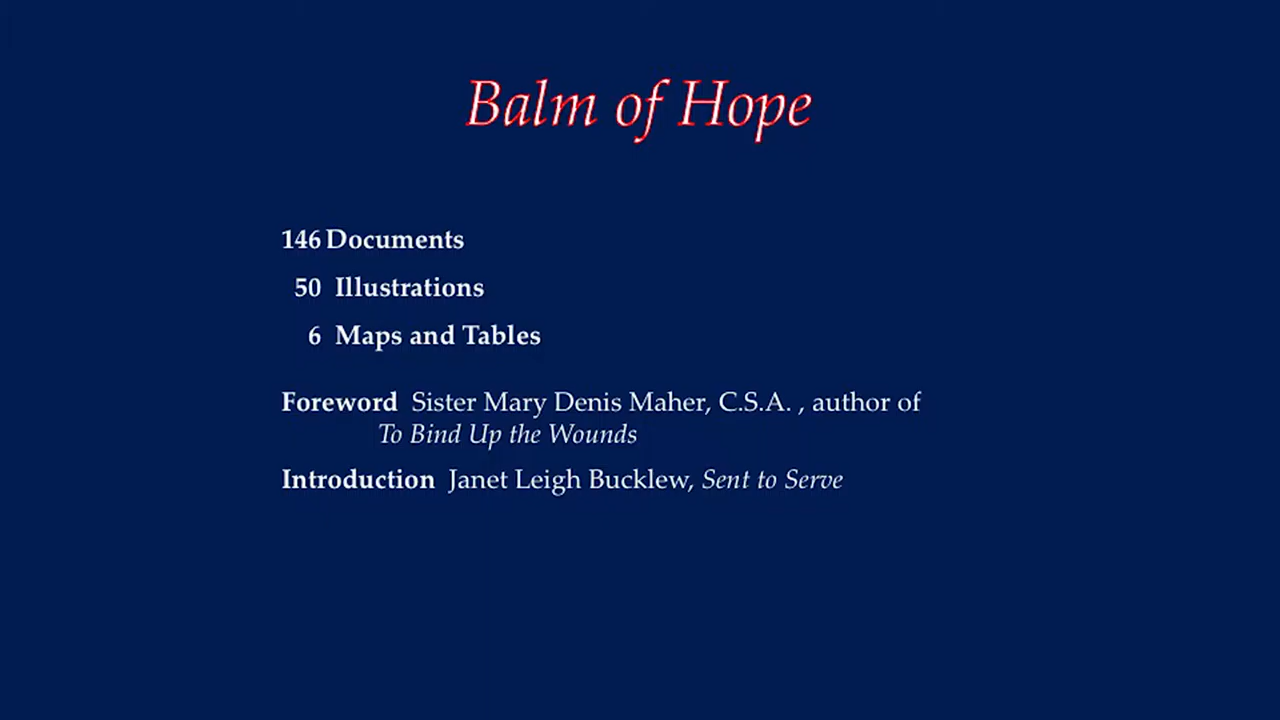 Balm of Hope
146 Documents
50 Illustrations
6 Maps and Tables
Foreword Sister Mary Denis Maher, C.S.A. , author of
To Bind Up the Wounds
Introduction Janet Leigh Bucklew, Sent to Serve